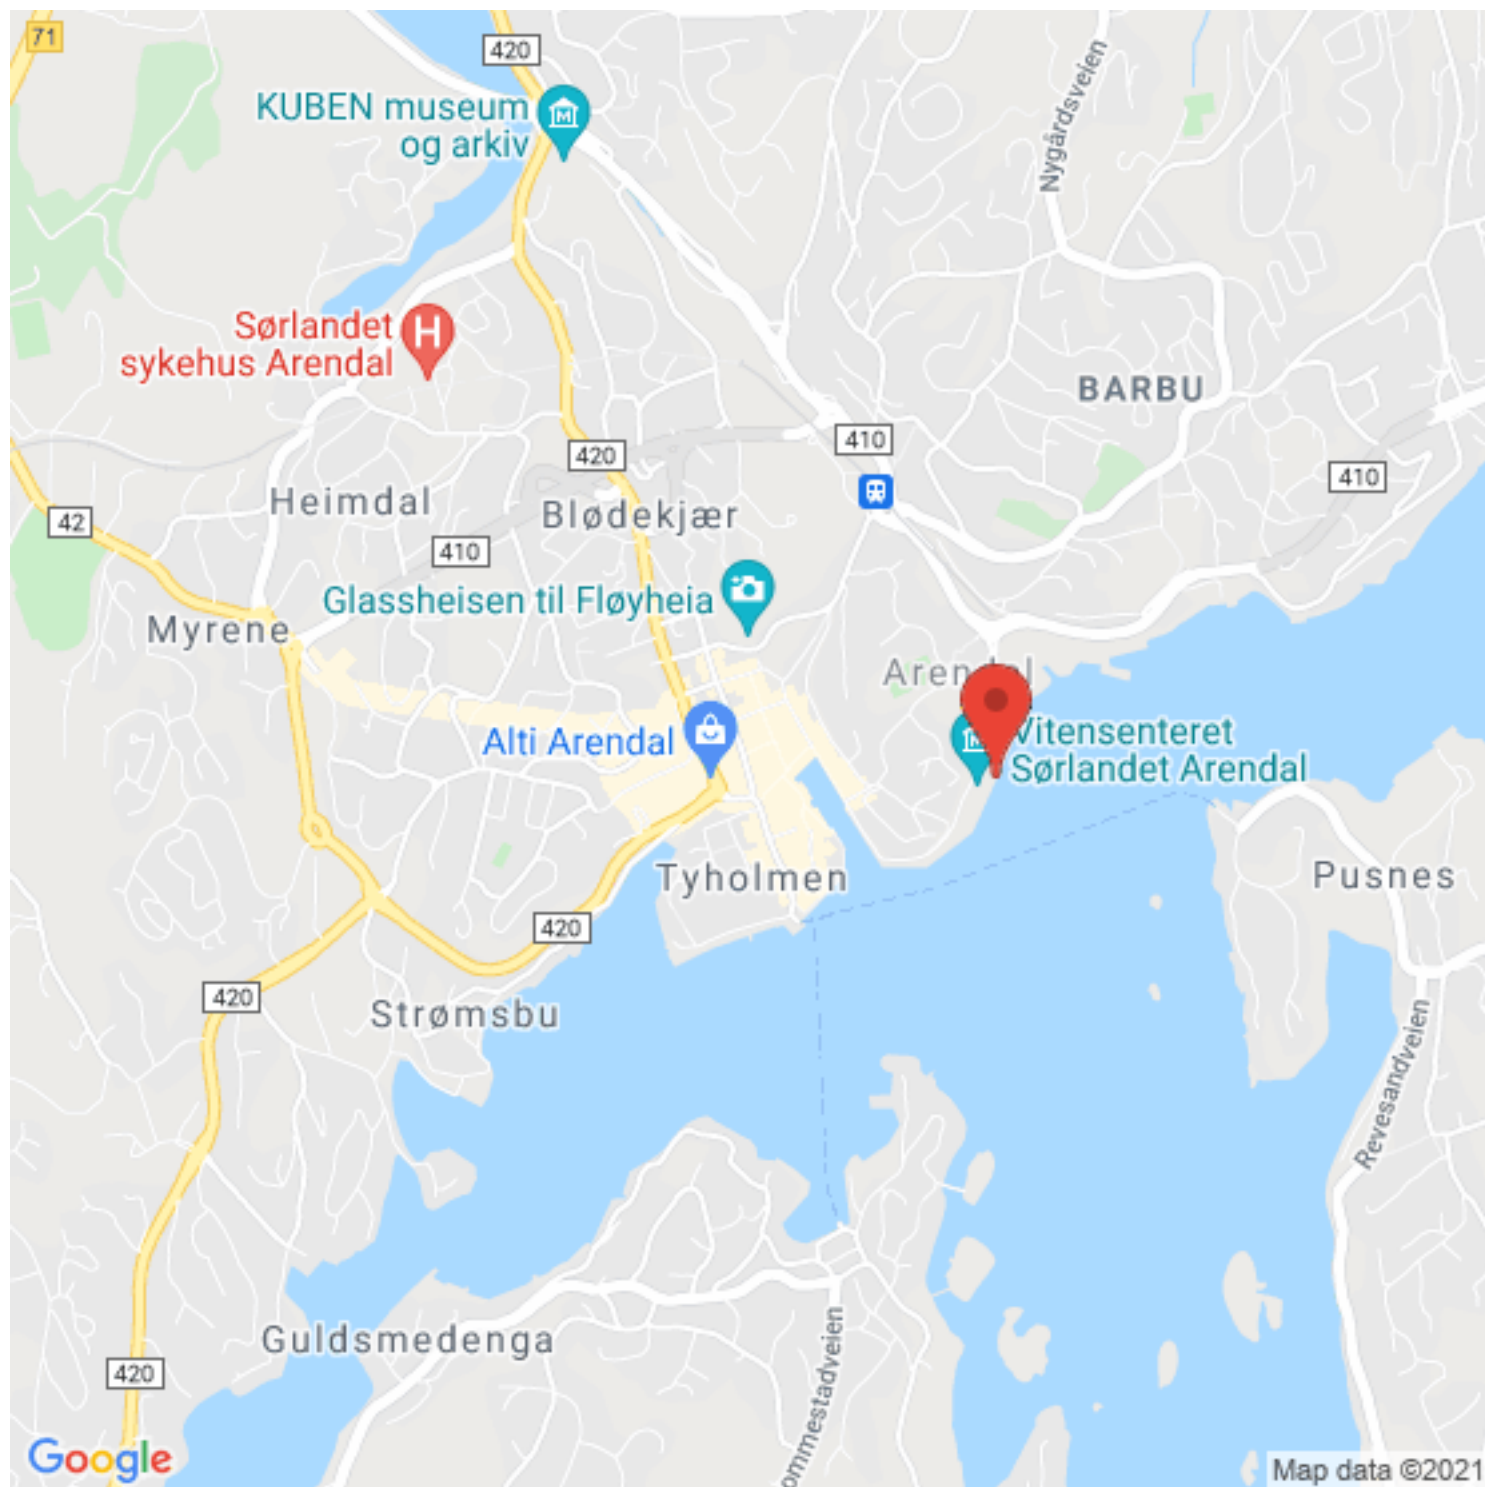 71
420
KUBEN museum
og arkiv
Nygårdsveien
Sørlandet
sykehus Arendal
BARBU
410
420
410
Heimdal
42
Blødekjær
410
Glassheisen til Fløyheia
Myrene
Arendal
Alti Arendal
Vitensenteret
Sørlandet Arendal
Tyholmen
Pusnes
420
420
Strømsbu
Revesandveien
Guldsmedenga
420
ommestadveien
Google
Map data ©2021